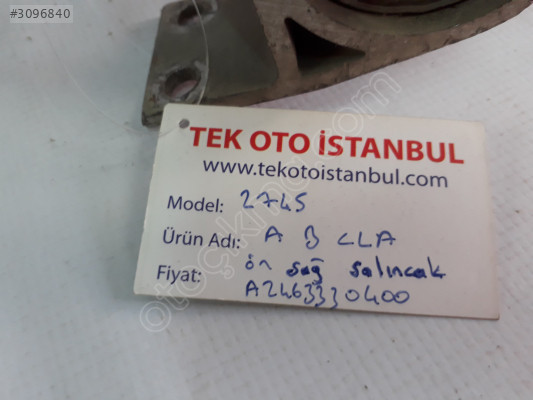 #3096840
TEK OTO İSTANBUL
www.tekotoistanbul.com
Model: 2745
Ürün Adı: A B CLA
Fiyat: ön sağ salıncak
A2463330400